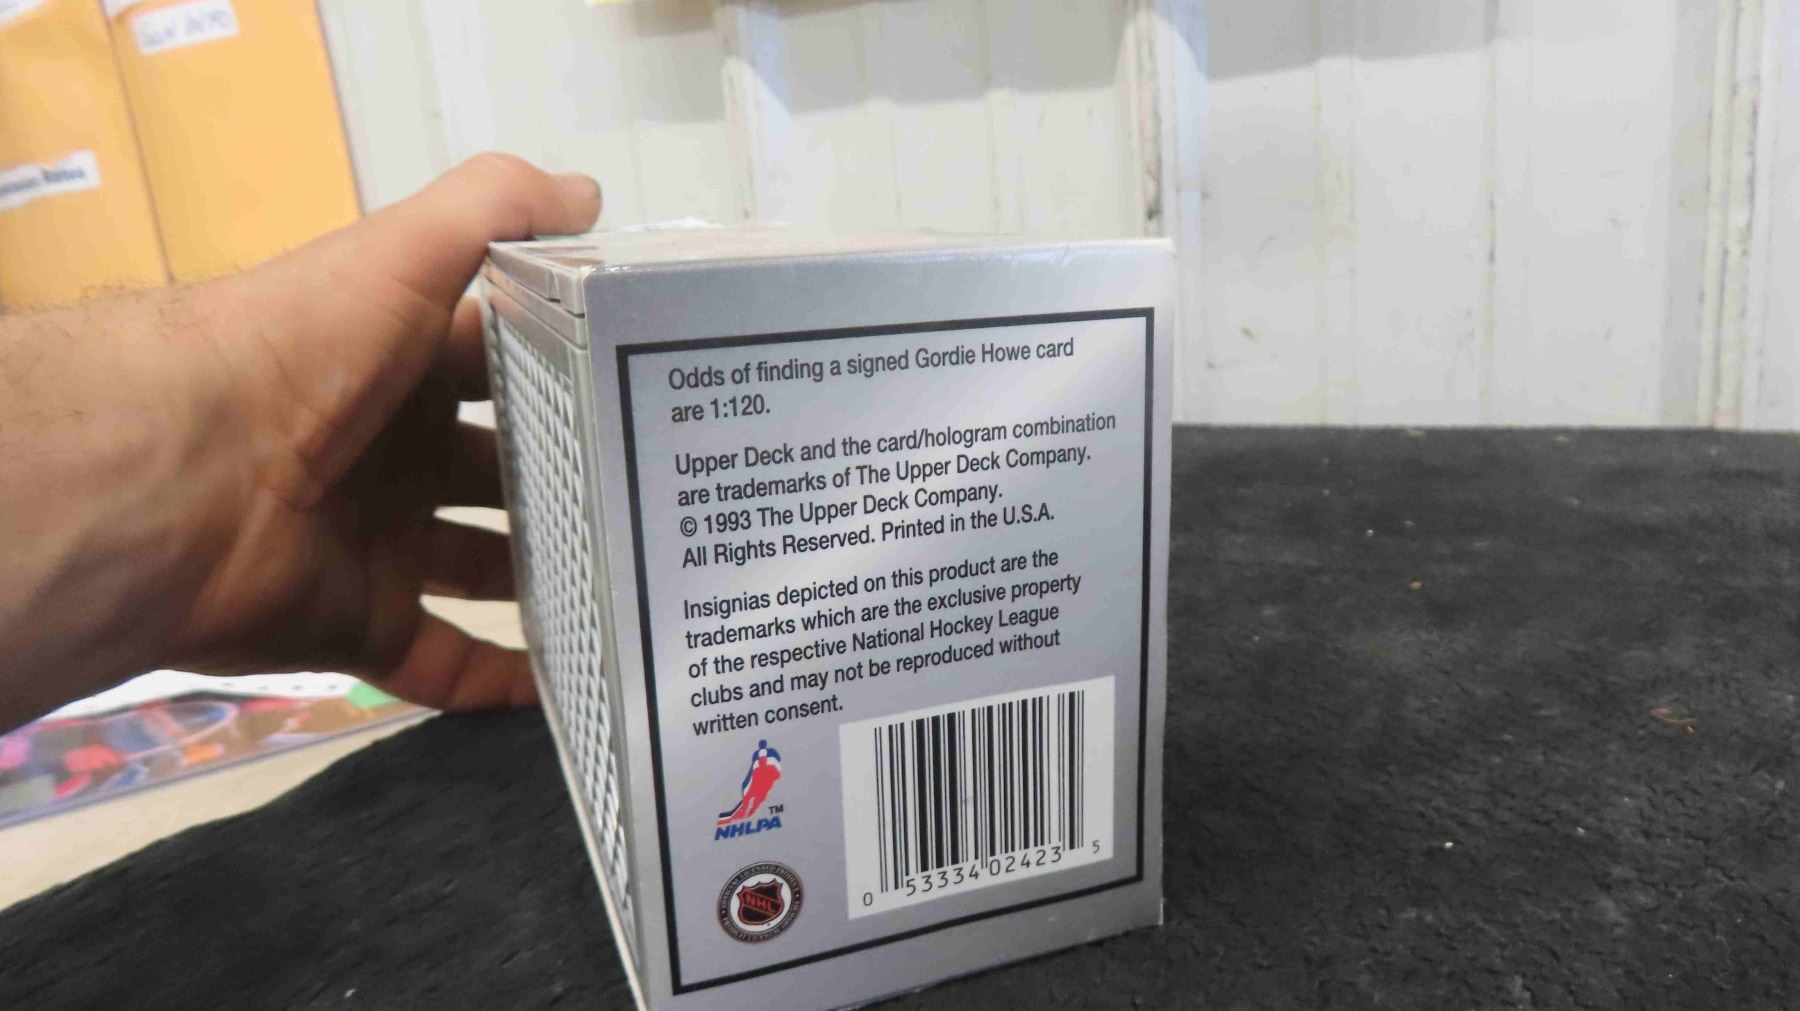 Odds of finding a signed Gordie Howe card
are 1:120.
Upper Deck and the card/hologram combination
are trademarks of The Upper Deck Company.
© 1993 The Upper Deck Company.
All Rights Reserved. Printed in the U.S.A.
Insignias depicted on this product are the
trademarks which are the exclusive property
of the respective National Hockey League
clubs and may not be reproduced without
written consent.
TM
NHLPA
NHL
0 53334 02423 5